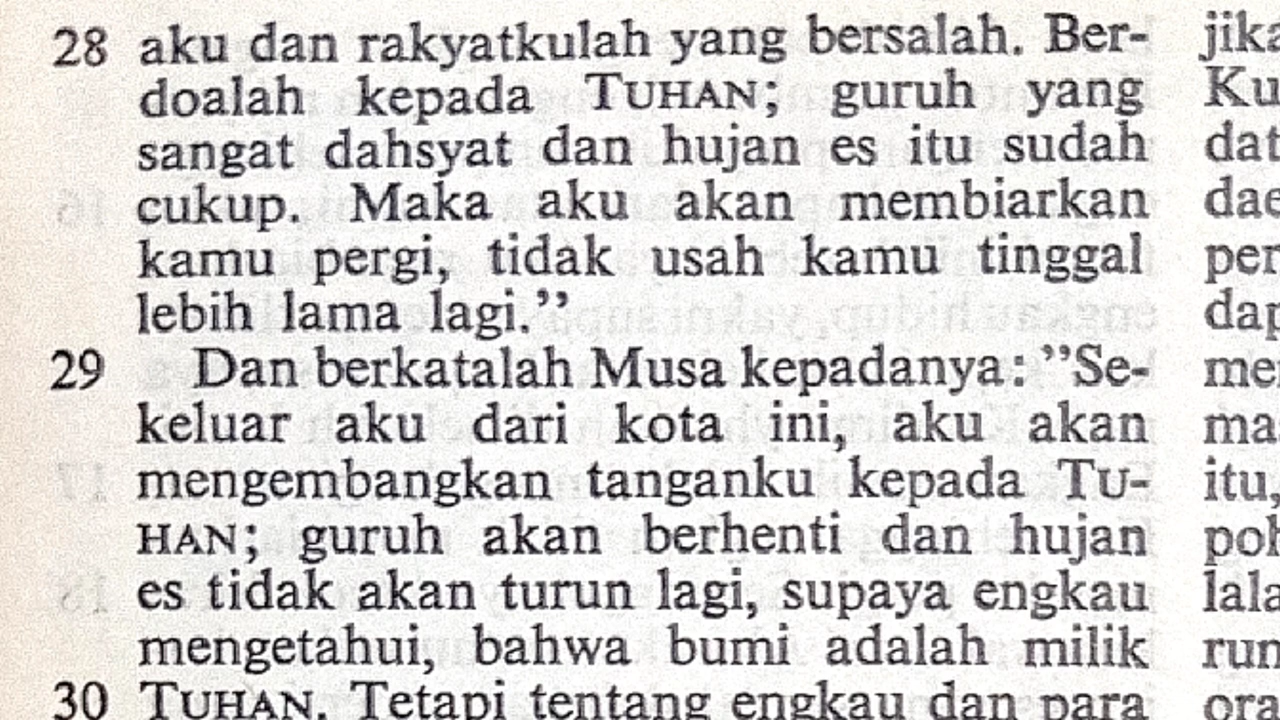 28 aku dan rakyatkulah yang bersalah. Ber-
doalah kepada TUHAN; guruh yang
sangat dahsyat dan hujan es itu sudah
cukup. Maka aku akan membiarkan
kamu pergi, tidak usah kamu tinggal
lebih lama lagi.”
29 Dan berkatalah Musa kepadanya: ”Se-
keluar aku dari kota ini, aku akan
mengembangkan tanganku kepada TU-
HAN; guruh akan berhenti dan hujan
es tidak akan turun lagi, supaya engkau
mengetahui, bahwa bumi adalah milik
30 TUHAN. Tetapi tentang engkau dan para